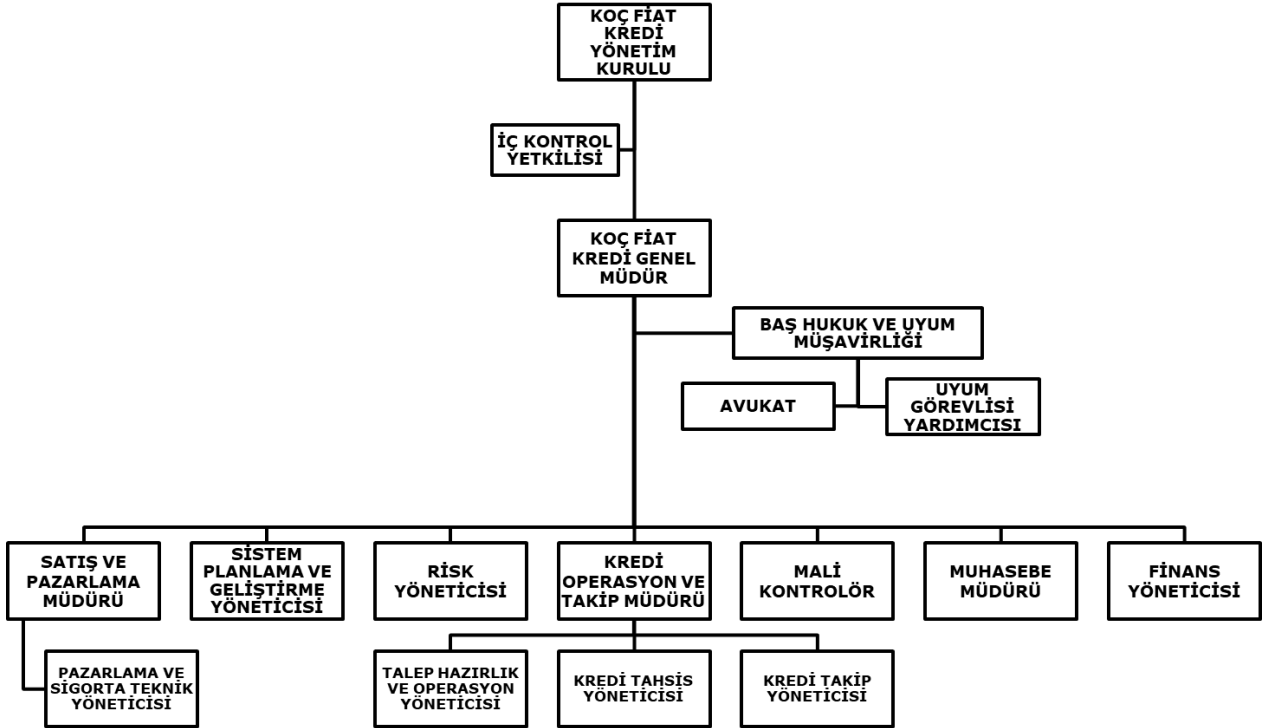 KOÇ FİAT
KREDİ
YÖNETİM
KURULU
İÇ KONTROL
YETKİLİSİ
KOÇ FİAT
KREDİ GENEL
MÜDÜR
BAŞ HUKUK VE UYUM
MÜŞAVİRLİĞİ
AVUKAT
UYUM
GÖREVLİSİ
YARDIMCISI
SATIŞ VE
PAZARLAMA
MÜDÜRÜ
SİSTEM
PLANLAMA VE
GELİŞTİRME
YÖNETİCİSİ
RİSK
YÖNETİCİSİ
KREDİ
OPERASYON VE
TAKİP MÜDÜRÜ
MALİ
KONTROLÖR
MUHASEBE
MÜDÜRÜ
FİNANS
YÖNETİCİSİ
PAZARLAMA VE
SİGORTA TEKNİK
YÖNETİCİSİ
TALEP HAZIRLIK
VE OPERASYON
YÖNETİCİSİ
KREDİ TAHSİS
YÖNETİCİSİ
KREDİ TAKİP
YÖNETİCİSİ